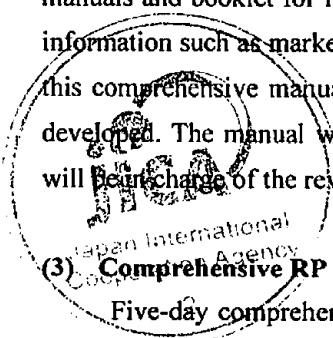 manuals and booklet for
information such as marke
this comprehensive manua
developed. The manual w
will be in charge of the rev
jica
Japan International
Cooperation Agency
(3) Comprehensive RP
Five-day comprehen